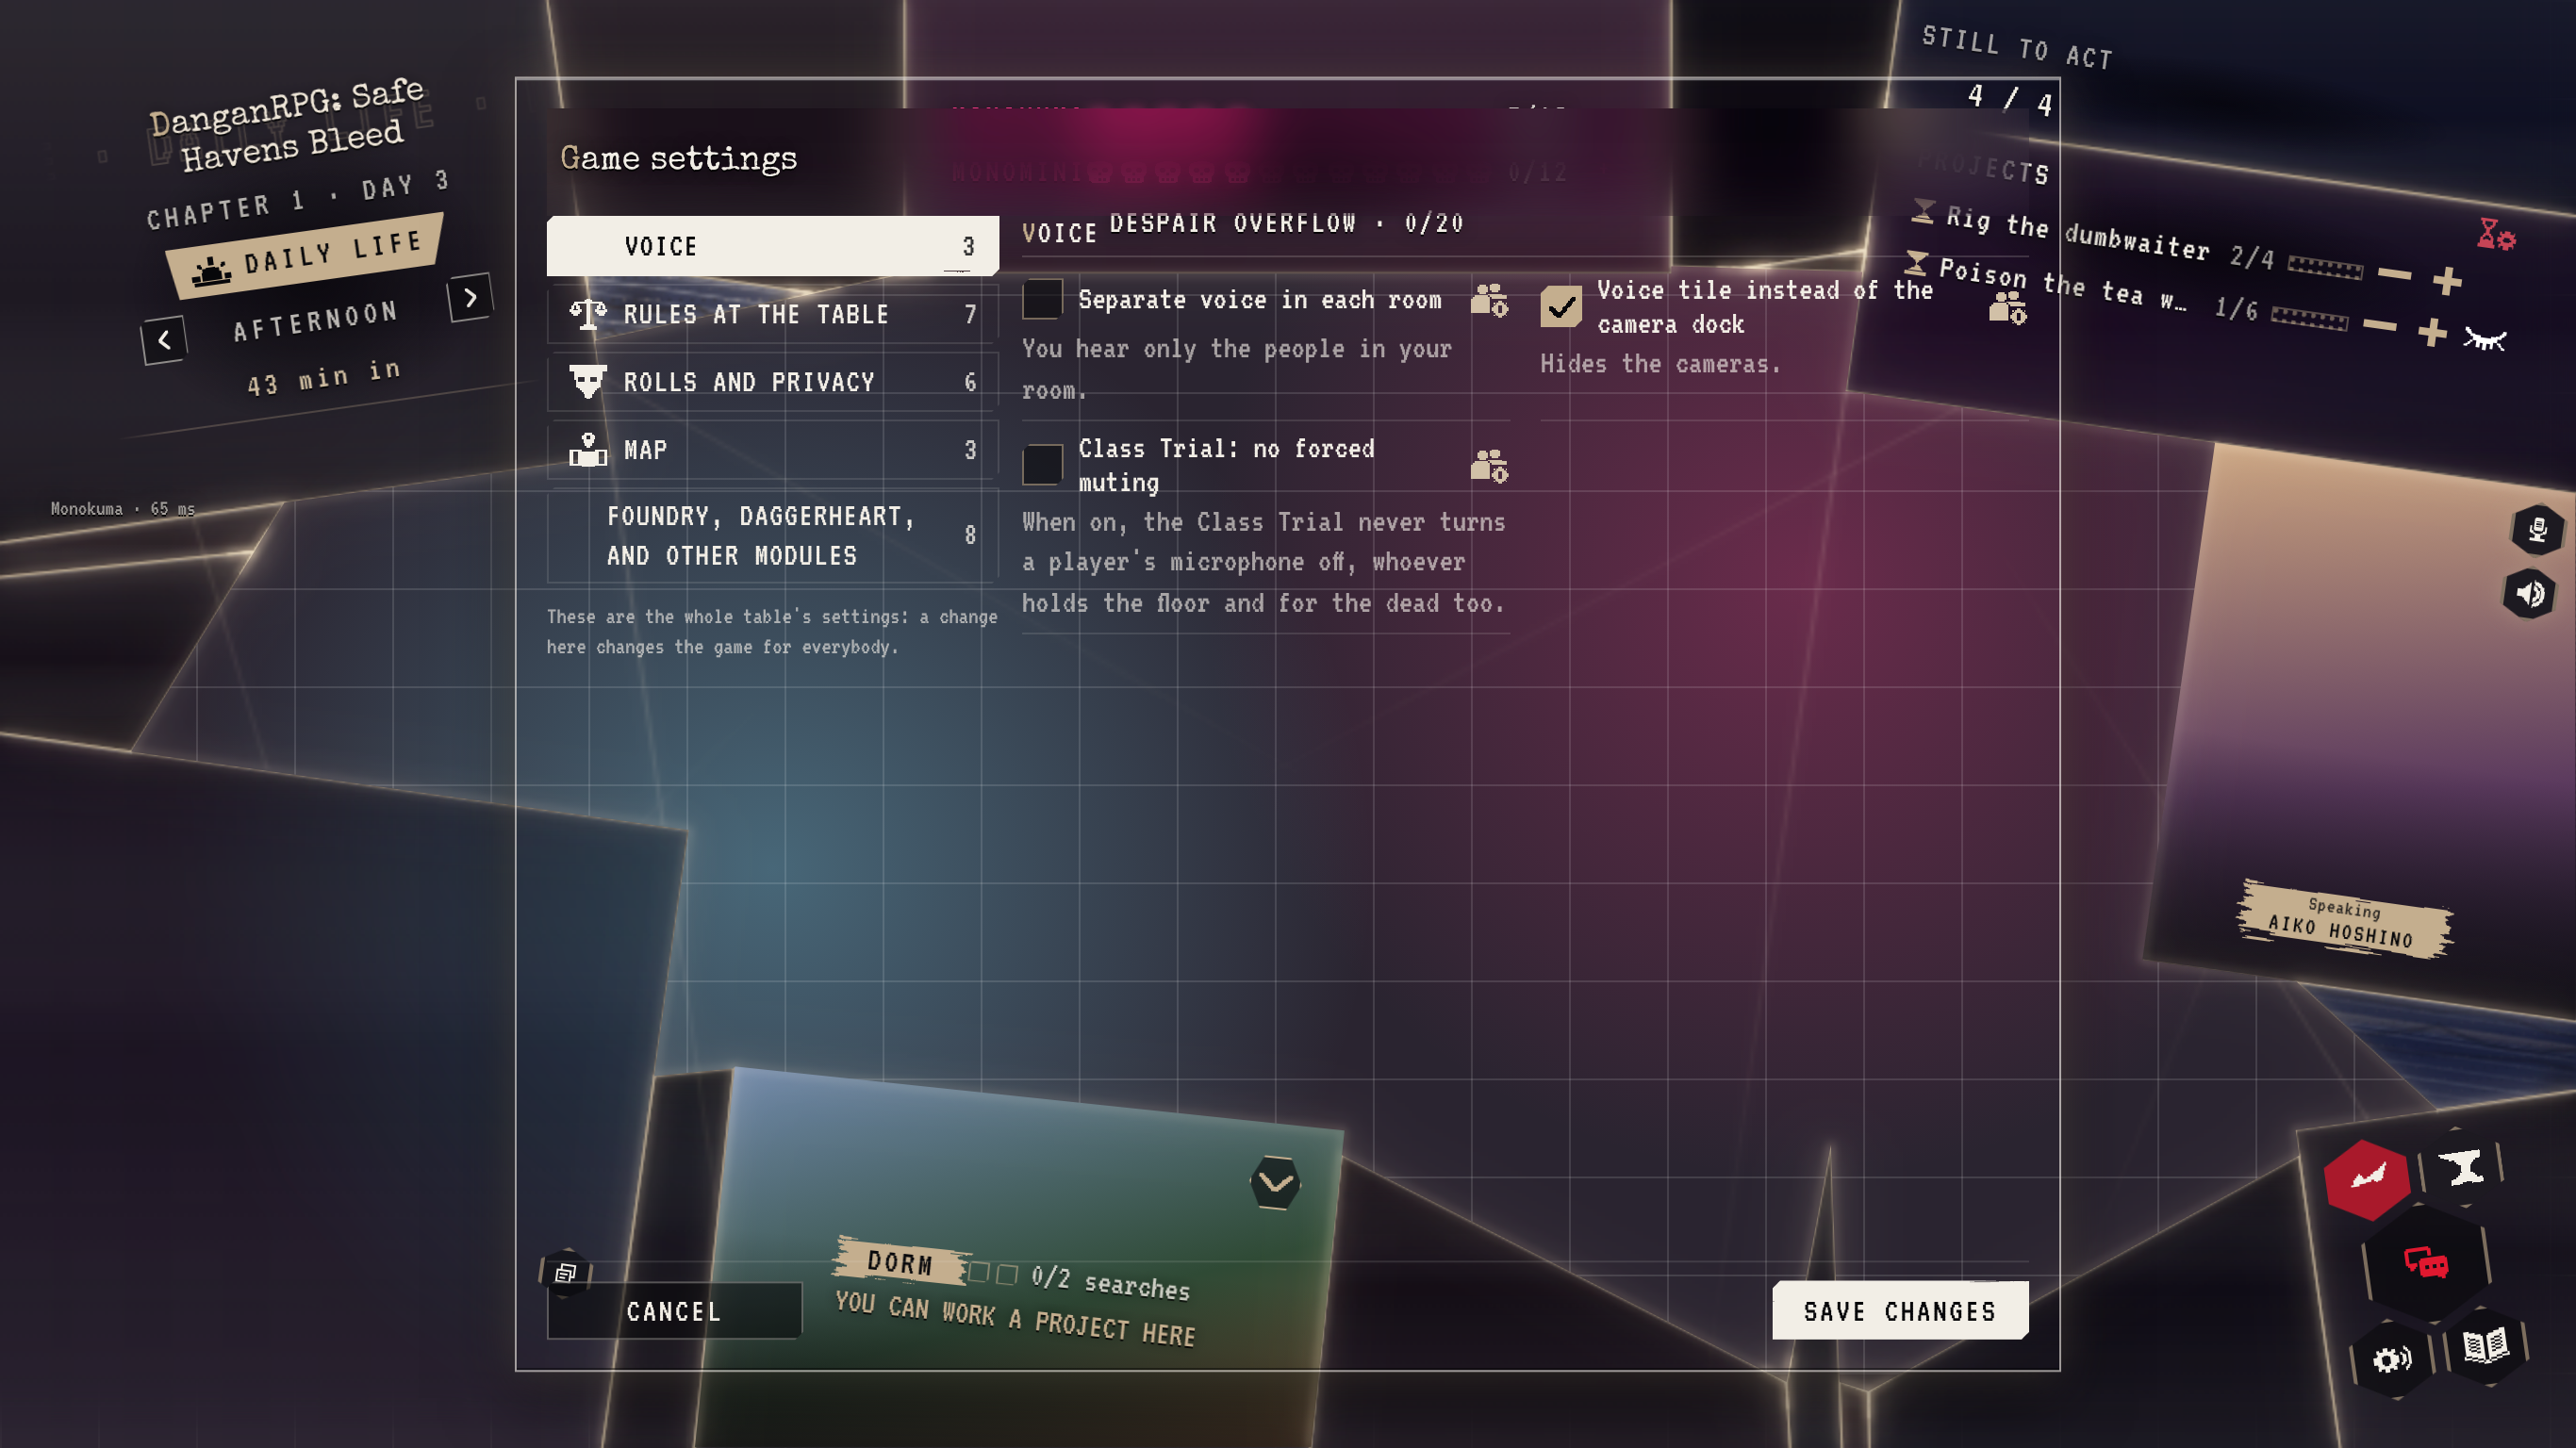 DanganRPG: Safe
Havens Bleed
DAILY LIFE
CHAPTER 1 · DAY 3
DAILY LIFE
AFTERNOON
43 min in
Monokuma · 65 ms
Game settings
MONOMINI 0/12
DESPAIR OVERFLOW · 0/20
VOICE 3
RULES AT THE TABLE 7
ROLLS AND PRIVACY 6
MAP 3
FOUNDRY, DAGGERHEART,
AND OTHER MODULES 8
These are the whole table's settings: a change
here changes the game for everybody.
VOICE
Separate voice in each room
You hear only the people in your
room.
Voice tile instead of the
camera dock
Hides the cameras.
Class Trial: no forced
muting
When on, the Class Trial never turns
a player's microphone off, whoever
holds the floor and for the dead too.
CANCEL
SAVE CHANGES
DORM
0/2 searches
YOU CAN WORK A PROJECT HERE
STILL TO ACT
4 / 4
PROJECTS
Rig the dumbwaiter 2/4
Poison the tea w… 1/6
Speaking
AIKO HOSHINO